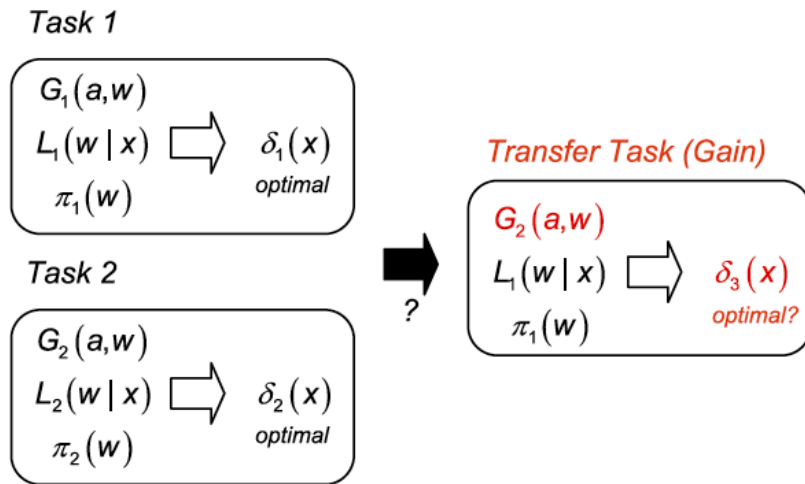 Task 1
G₁(a,w)
L₁(w | x)
δ₁(x)
optimal
π₁(w)
Task 2
G₂(a,w)
L₂(w | x)
δ₂(x)
optimal
π₂(w)
?
Transfer Task (Gain)
G₂(a,w)
L₁(w | x)
δ₃(x)
optimal?
π₁(w)